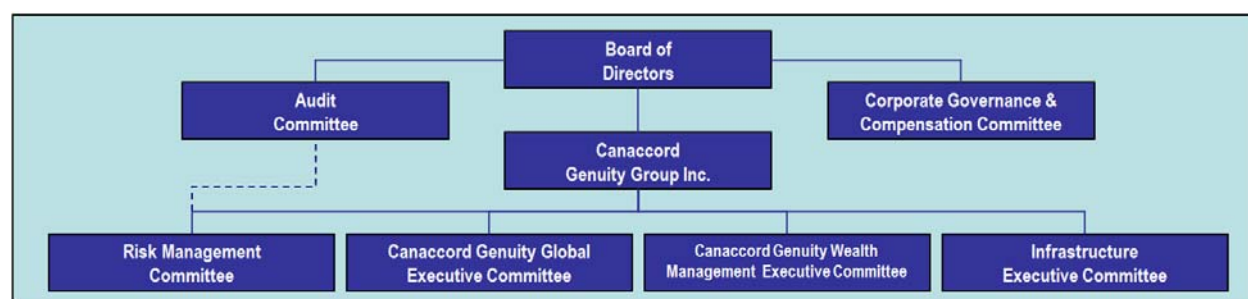 Board of
Directors
Audit
Committee
Corporate Governance &
Compensation Committee
Canaccord
Genuity Group Inc.
Risk Management
Committee
Canaccord Genuity Global
Executive Committee
Canaccord Genuity Wealth
Management Executive Committee
Infrastructure
Executive Committee